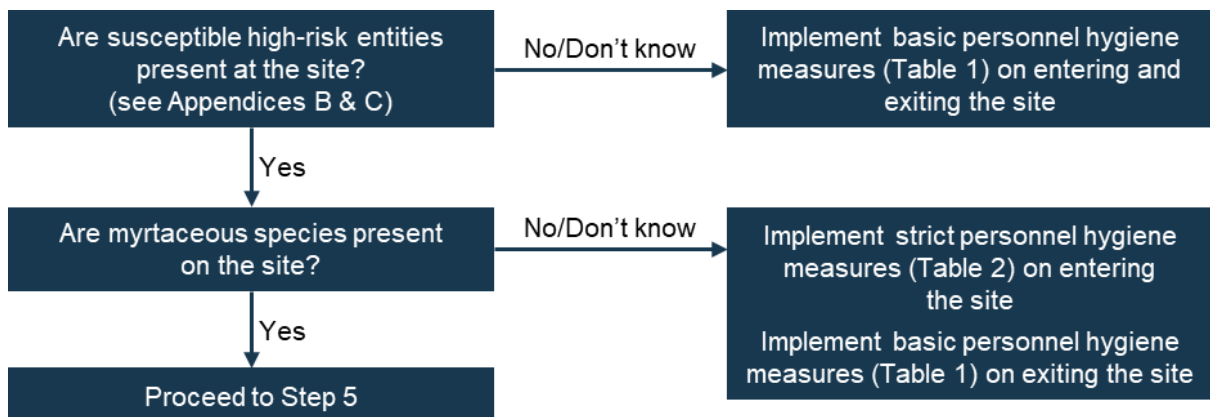 Are susceptible high-risk entities
present at the site?
(see Appendices B & C)
No/Don't know
Implement basic personnel hygiene
measures (Table 1) on entering and
exiting the site
Yes
Are myrtaceous species present
on the site?
No/Don't know
Implement strict personnel hygiene
measures (Table 2) on entering
the site
Implement basic personnel hygiene
measures (Table 1) on exiting the site
Yes
Proceed to Step 5